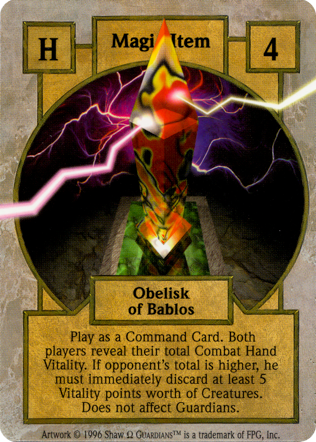 H
Magic Item
4
Obelisk
of Bablos
Play as a Command Card. Both
players reveal their total Combat Hand
Vitality. If opponent's total is higher, he
must immediately discard at least 5
Vitality points worth of Creatures.
Does not affect Guardians.
Artwork © 1996 Shaw Ω GUARDIANS™ is a trademark of FPG, Inc.